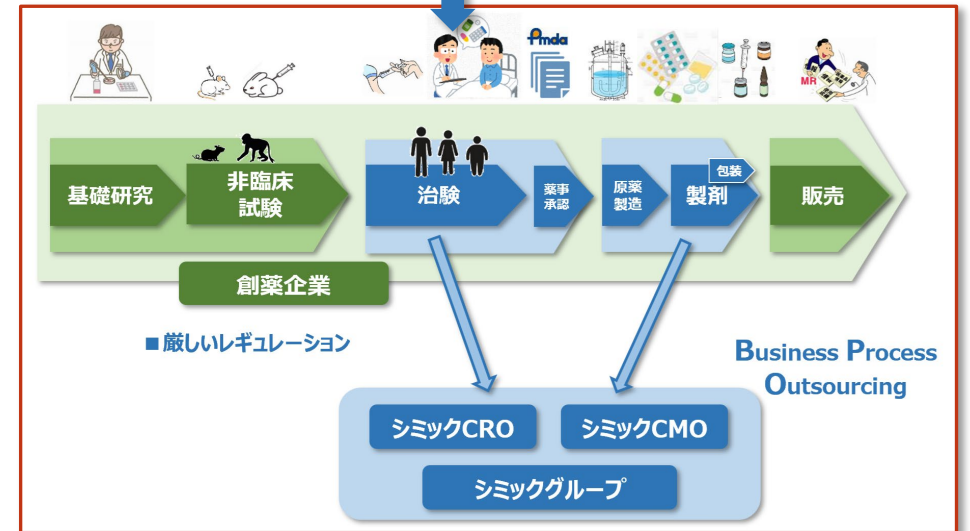 Pmda
MR
基礎研究
非臨床
試験
治験
薬事
承認
原薬
製造
製剤
包装
販売
創薬企業
■厳しいレギュレーション
Business Process
Outsourcing
シミックCRO
シミックCMO
シミックグループ